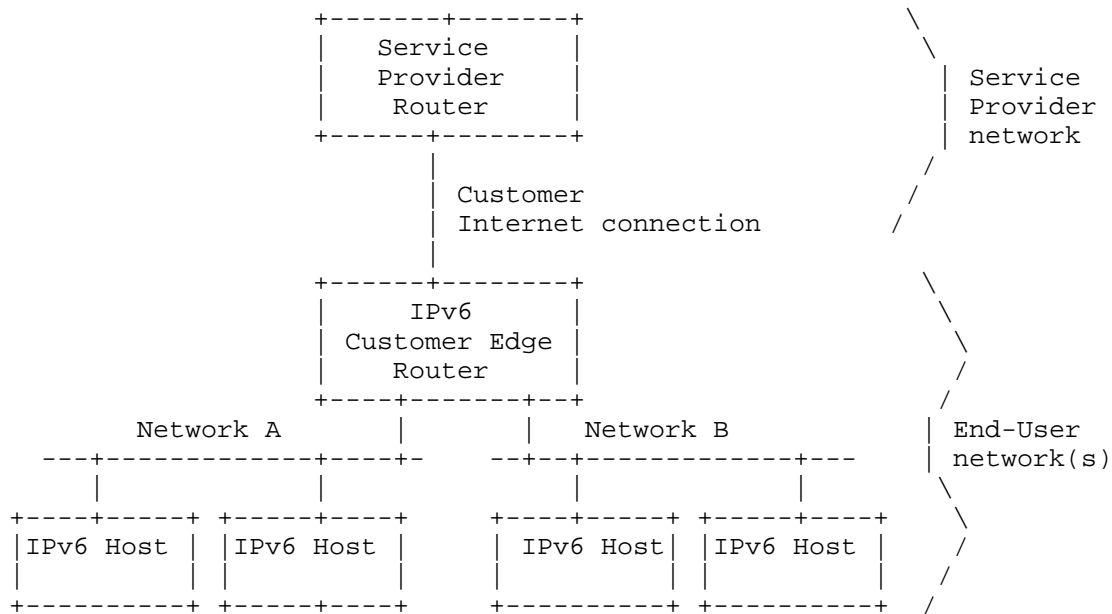 Service
Provider
Router
Service
Provider
network
Customer
Internet connection
IPv6
Customer Edge
Router
Network A
Network B
End-User
network(s)
IPv6 Host
IPv6 Host
IPv6 Host
IPv6 Host